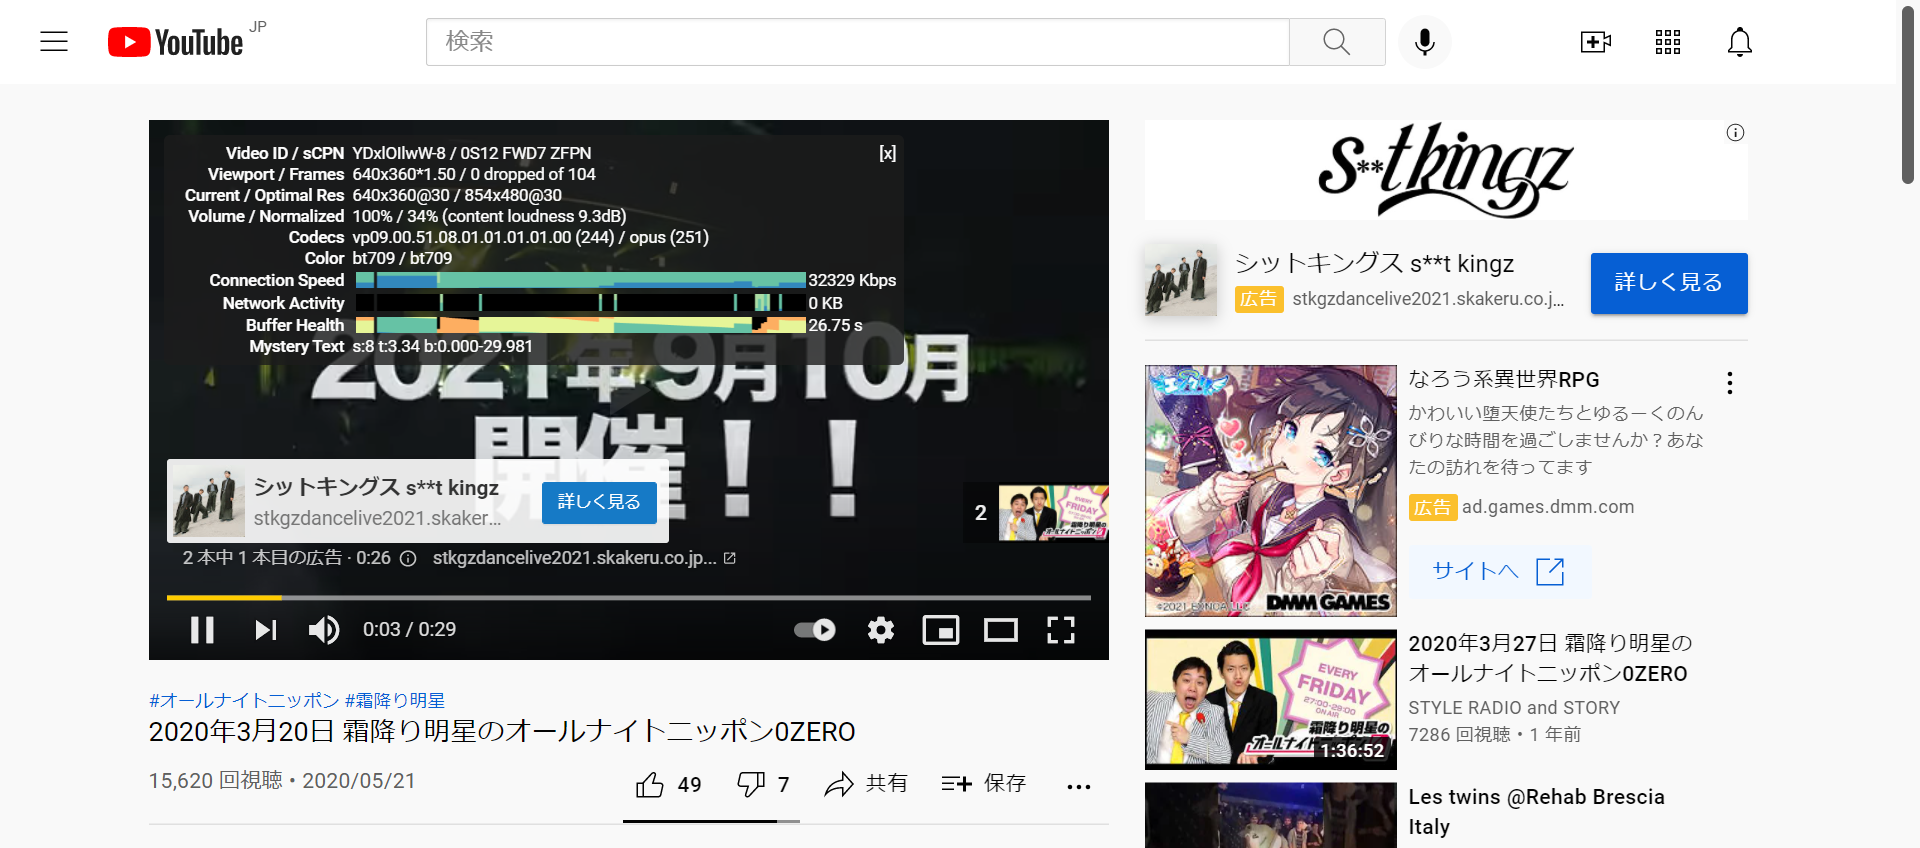 YouTube JP
検索
Video ID / sCPN YDxlOIlwW-8 / 0S12 FWD7 ZFPN
[x]
Viewport / Frames 640x360*1.50 / 0 dropped of 104
Current / Optimal Res 640x360@30 / 854x480@30
Volume / Normalized 100% / 34% (content loudness 9.3dB)
Codecs vp09.00.51.08.01.01.01.01.00 (244) / opus (251)
Color bt709 / bt709
Connection Speed 32329 Kbps
Network Activity 0 KB
Buffer Health 26.75 s
Mystery Text s:8 t:3.34 b:0.000-29.981
2021年9月10月
開催！！
シットキングス s**t kingz
stkgzdancelive2021.skaker...
詳しく見る
2
2 本中 1 本目の広告 · 0:26
stkgzdancelive2021.skakeru.co.jp...
0:03 / 0:29
#オールナイトニッポン #霜降り明星
2020年3月20日 霜降り明星のオールナイトニッポン0ZERO
15,620 回視聴・2020/05/21
49
7
共有
保存
s**tkingz
シットキングス s**t kingz
広告 stkgzdancelive2021.skakeru.co.j...
詳しく見る
©2021 EXNOA LLC
DMM GAMES
なろう系異世界RPG
かわいい堕天使たちとゆるーくのん
びりな時間を過ごしませんか？あな
たの訪れを待ってます
広告 ad.games.dmm.com
サイトへ
EVERY
FRIDAY
27:00-29:00
ON AIR
霜降り明星の
1:36:52
2020年3月27日 霜降り明星の
オールナイトニッポン0ZERO
STYLE RADIO and STORY
7286 回視聴・1 年前
Les twins @Rehab Brescia
Italy